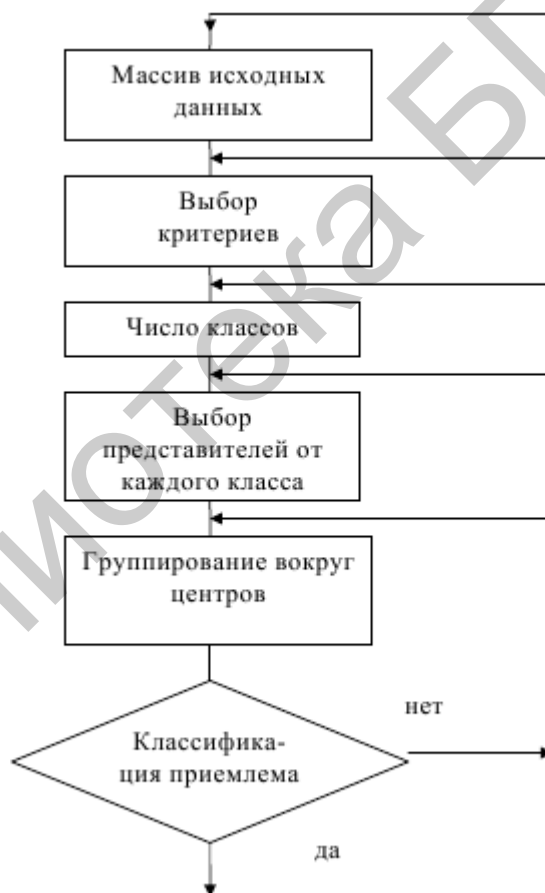 Массив исходных
данных
Выбор
критериев
Число классов
Выбор
представителей от
каждого класса
Группирование вокруг
центров
нет
Классифика-
ция приемлема
да